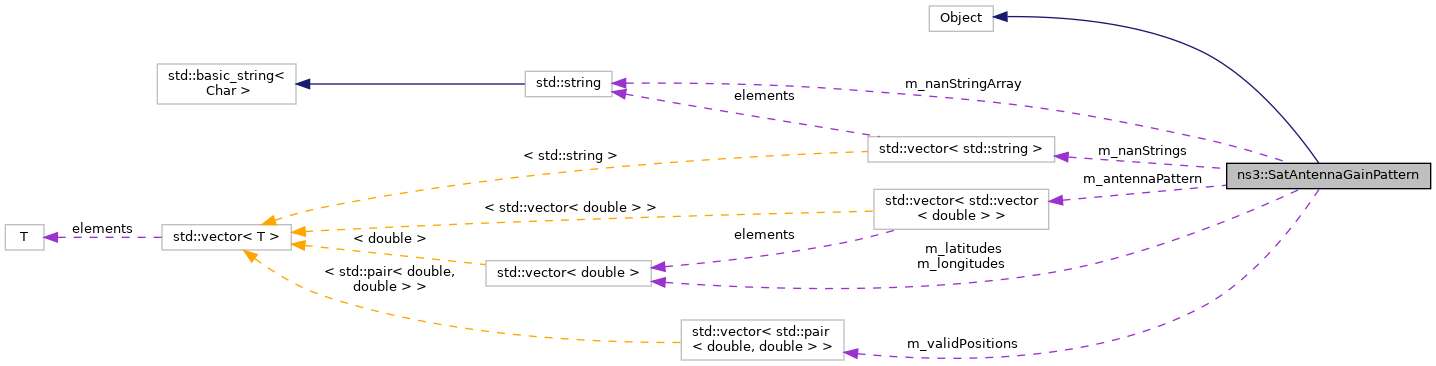 Object
std::basic_string<
Char >
std::string
m_nanStringArray
elements
std::vector< std::string >
m_nanStrings
< std::string >
ns3::SatAntennaGainPattern
m_antennaPattern
std::vector< std::vector
< double > >
< std::vector< double > >
T
elements
std::vector< T >
< double >
elements
m_latitudes
m_longitudes
std::vector< double >
< std::pair< double,
double > >
std::vector< std::pair
< double, double > >
m_validPositions